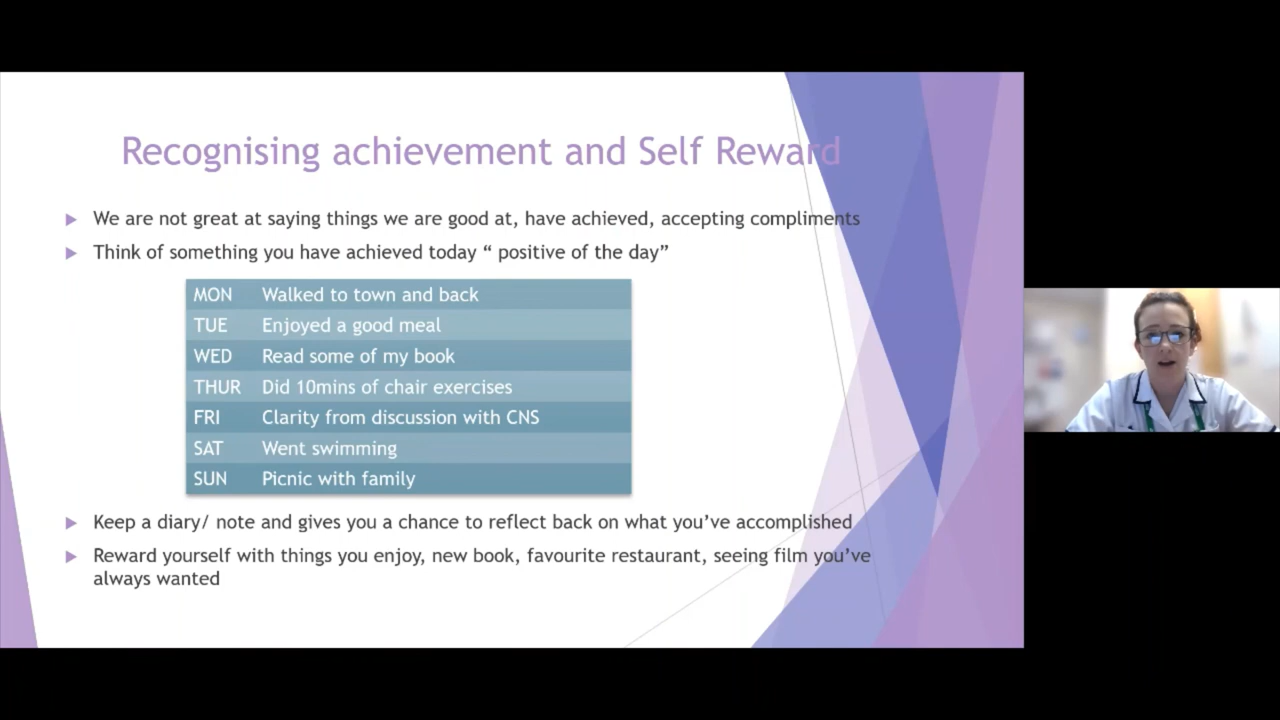 Recognising achievement and Self Reward
We are not great at saying things we are good at, have achieved, accepting compliments
Think of something you have achieved today “ positive of the day”
MON Walked to town and back
TUE Enjoyed a good meal
WED Read some of my book
THUR Did 10mins of chair exercises
FRI Clarity from discussion with CNS
SAT Went swimming
SUN Picnic with family
Keep a diary/ note and gives you a chance to reflect back on what you’ve accomplished
Reward yourself with things you enjoy, new book, favourite restaurant, seeing film you’ve
always wanted